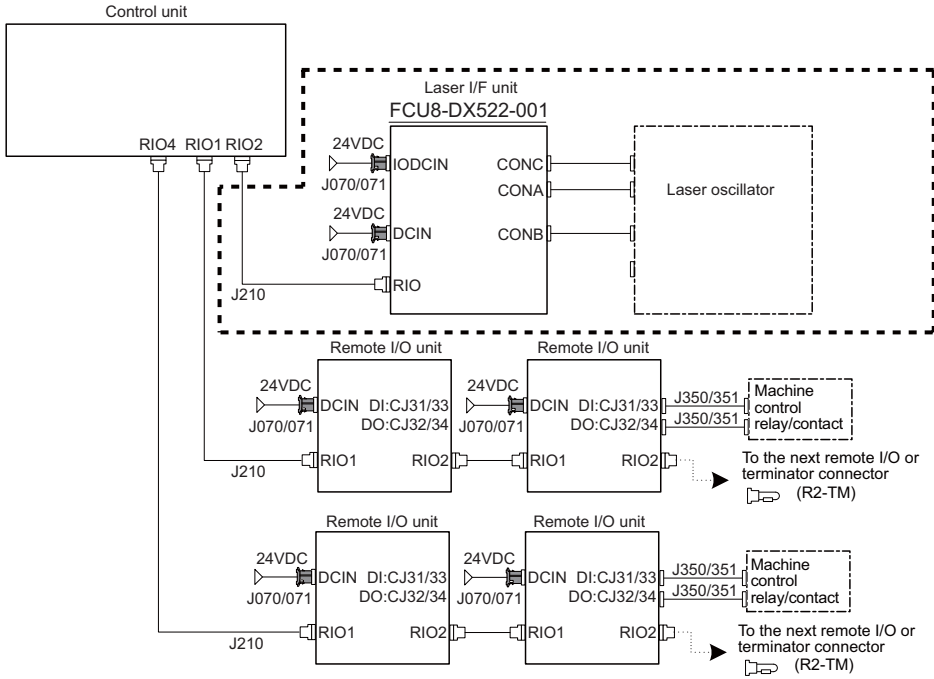 Control unit
RIO4 RIO1 RIO2
Laser I/F unit
FCU8-DX522-001
24VDC
IODCIN
J070/071
24VDC
DCIN
J070/071
RIO
J210
CONC
CONA
CONB
Laser oscillator
Remote I/O unit
24VDC
DCIN DI:CJ31/33
DO:CJ32/34
J070/071
RIO1 RIO2
J210
Remote I/O unit
24VDC
DCIN DI:CJ31/33
DO:CJ32/34
J070/071
RIO1 RIO2
J350/351
J350/351
Machine
control
relay/contact
To the next remote I/O or
terminator connector
(R2-TM)
Remote I/O unit
24VDC
DCIN DI:CJ31/33
DO:CJ32/34
J070/071
RIO1 RIO2
J210
Remote I/O unit
24VDC
DCIN DI:CJ31/33
DO:CJ32/34
J070/071
RIO1 RIO2
J350/351
J350/351
Machine
control
relay/contact
To the next remote I/O or
terminator connector
(R2-TM)